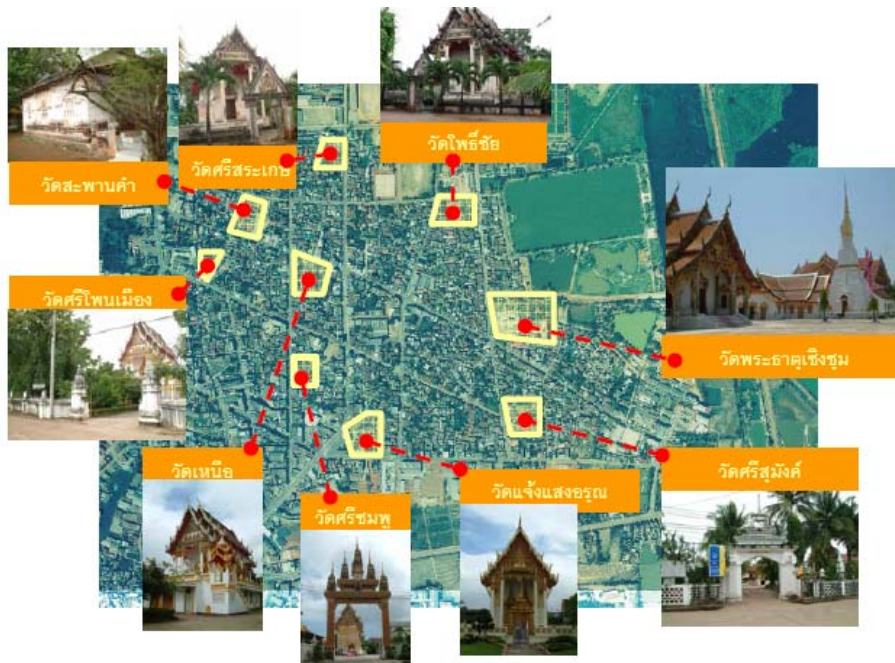 วัดโพธิ์ชัย
วัดศรีสระเกษ
วัดสะพานคำ
วัดศรีโพนเมือง
วัดพระธาตุเชิงชุม
วัดเหนือ
วัดศรีชมพู
วัดแจ้งแสงอรุณ
วัดศรีสุมังค์